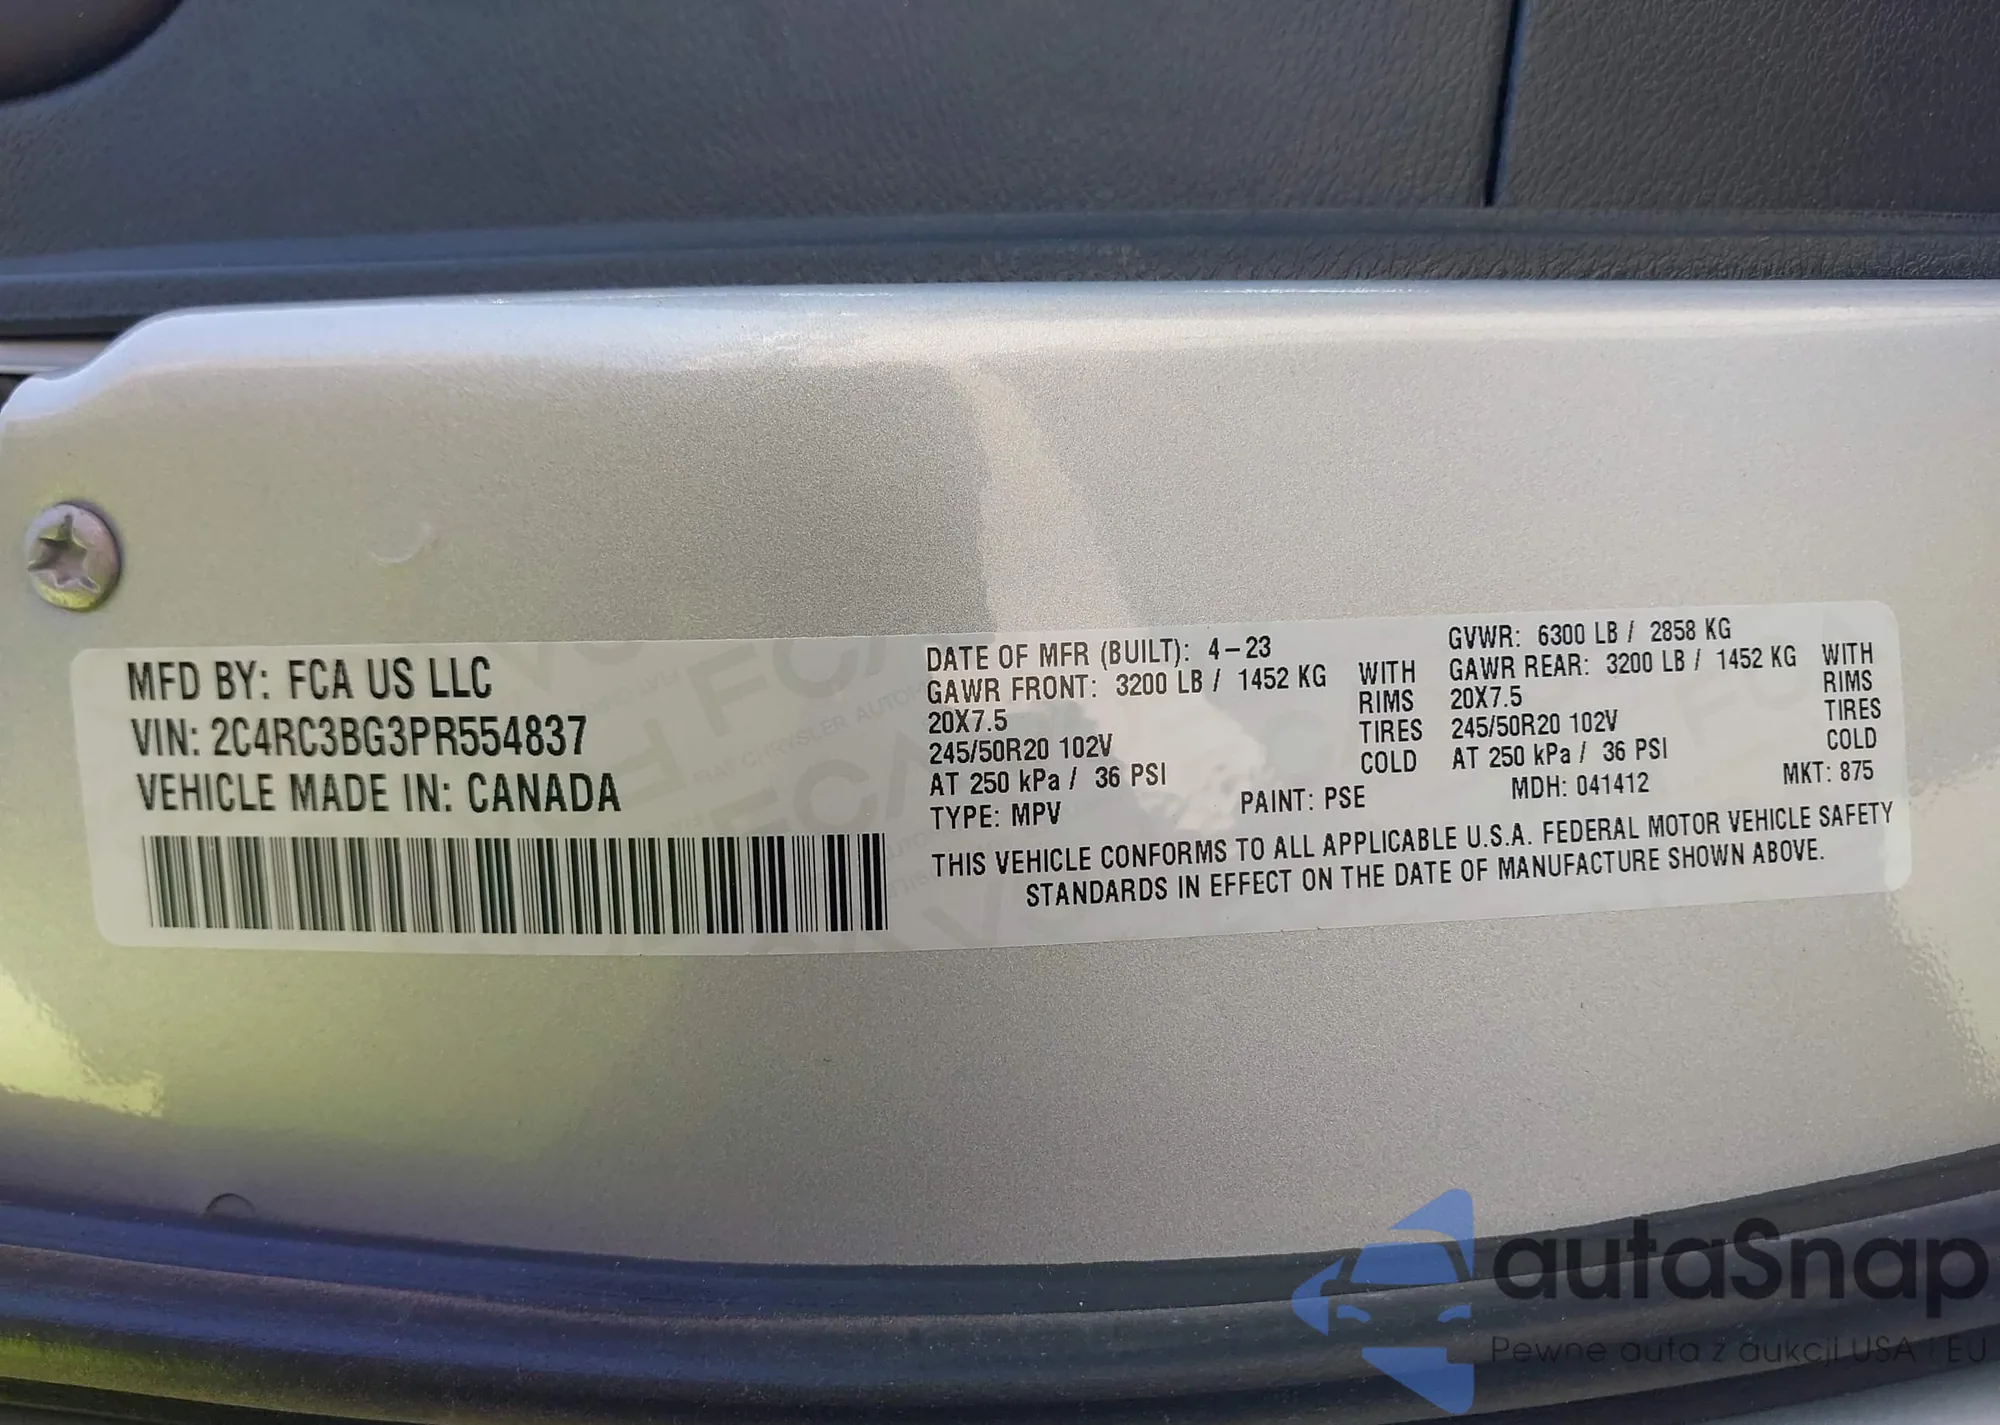 MFD BY: FCA US LLC
VIN: 2C4RC3BG3PR554837
VEHICLE MADE IN: CANADA
DATE OF MFR (BUILT): 4-23
GAWR FRONT: 3200 LB / 1452 KG WITH
20X7.5 RIMS
245/50R20 102V TIRES
AT 250 kPa / 36 PSI COLD
GVWR: 6300 LB / 2858 KG
GAWR REAR: 3200 LB / 1452 KG WITH
20X7.5 RIMS
245/50R20 102V TIRES
AT 250 kPa / 36 PSI COLD
TYPE: MPV PAINT: PSE MDH: 041412 MKT: 875
THIS VEHICLE CONFORMS TO ALL APPLICABLE U.S.A. FEDERAL MOTOR VEHICLE SAFETY
STANDARDS IN EFFECT ON THE DATE OF MANUFACTURE SHOWN ABOVE.
autaSnap
Pewne auta z aukcji USA i EU